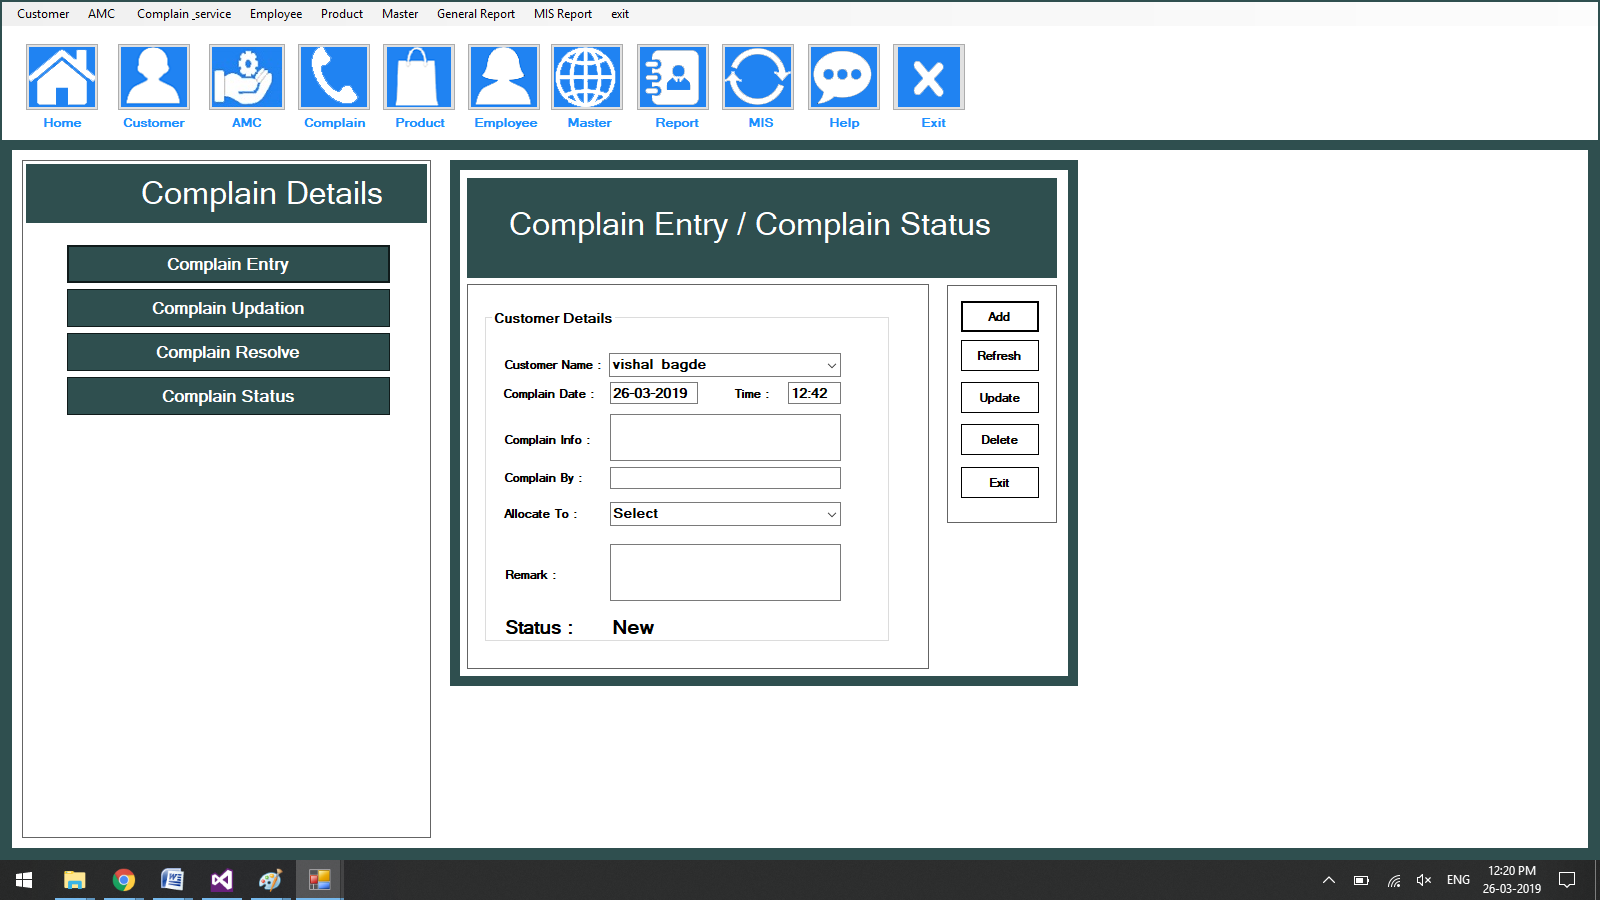 Customer AMC Complain _service Employee Product Master General Report MIS Report exit
Home Customer AMC Complain Product Employee Master Report MIS Help Exit
Complain Details
Complain Entry
Complain Updation
Complain Resolve
Complain Status
Complain Entry / Complain Status
Customer Details
Customer Name : vishal bagde
Complain Date : 26-03-2019 Time : 12:42
Complain Info :
Complain By :
Allocate To : Select
Remark :
Status : New
Add
Refresh
Update
Delete
Exit
ENG
12:20 PM
26-03-2019